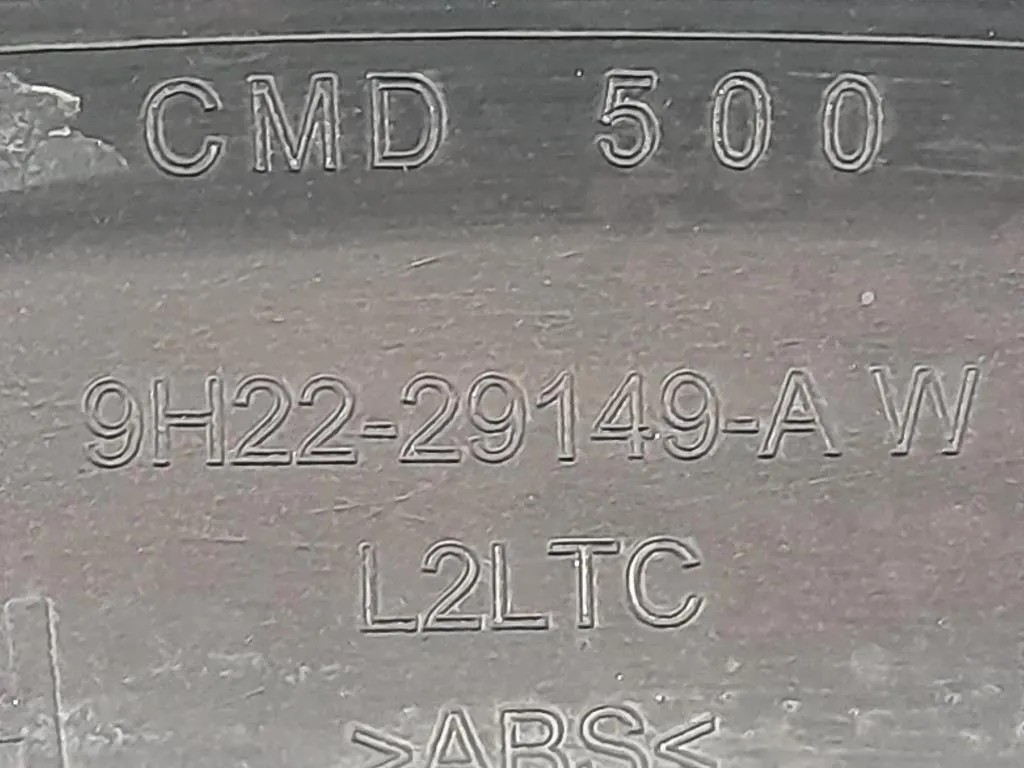 CMD 500
9H22-29149-A W
L2LTC
>ABS<